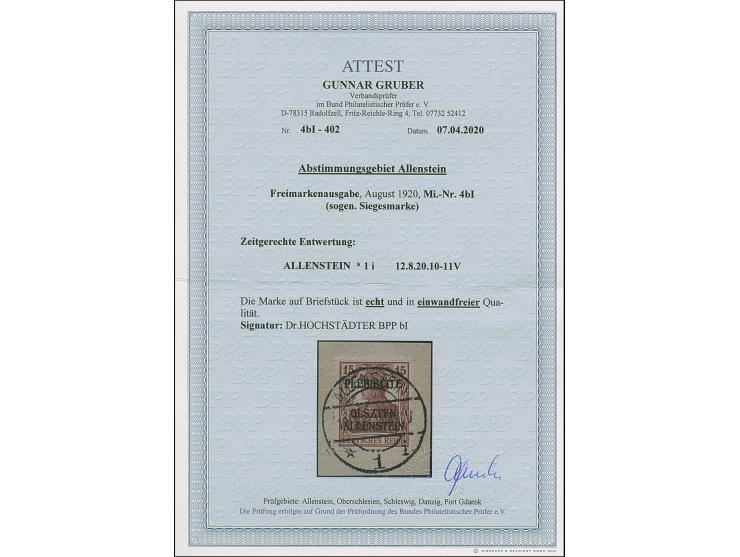 ATTEST
GUNNAR GRUBER
Verbandsprüfer
im Bund Philatelistischer Prüfer e. V.
D-78315 Radolfzell, Fritz-Reichle-Ring 4, Tel. 07732 52412
Nr. 4bI - 402 Datum 07.04.2020
Abstimmungsgebiet Allenstein
Freimarkenausgabe, August 1920, Mi.-Nr. 4bI
(sogen. Siegesmarke)
Zeitgerechte Entwertung:
ALLENSTEIN * 1 i 12.8.20.10-11V
Die Marke auf Briefstück ist echt und in einwandfreier Qua-
lität.
Signatur: Dr.HOCHSTÄDTER BPP bI
15 15
PLÉBISCITE
OLSZTYN
ALLENSTEIN
DEUTSCHES REICH
* 1 i
Prüfgebiete: Allenstein, Oberschlesien, Schleswig, Danzig, Port Gdansk
Die Prüfung erfolgte auf Grund der Prüfordnung des Bundes Philatelistischer Prüfer e.V.